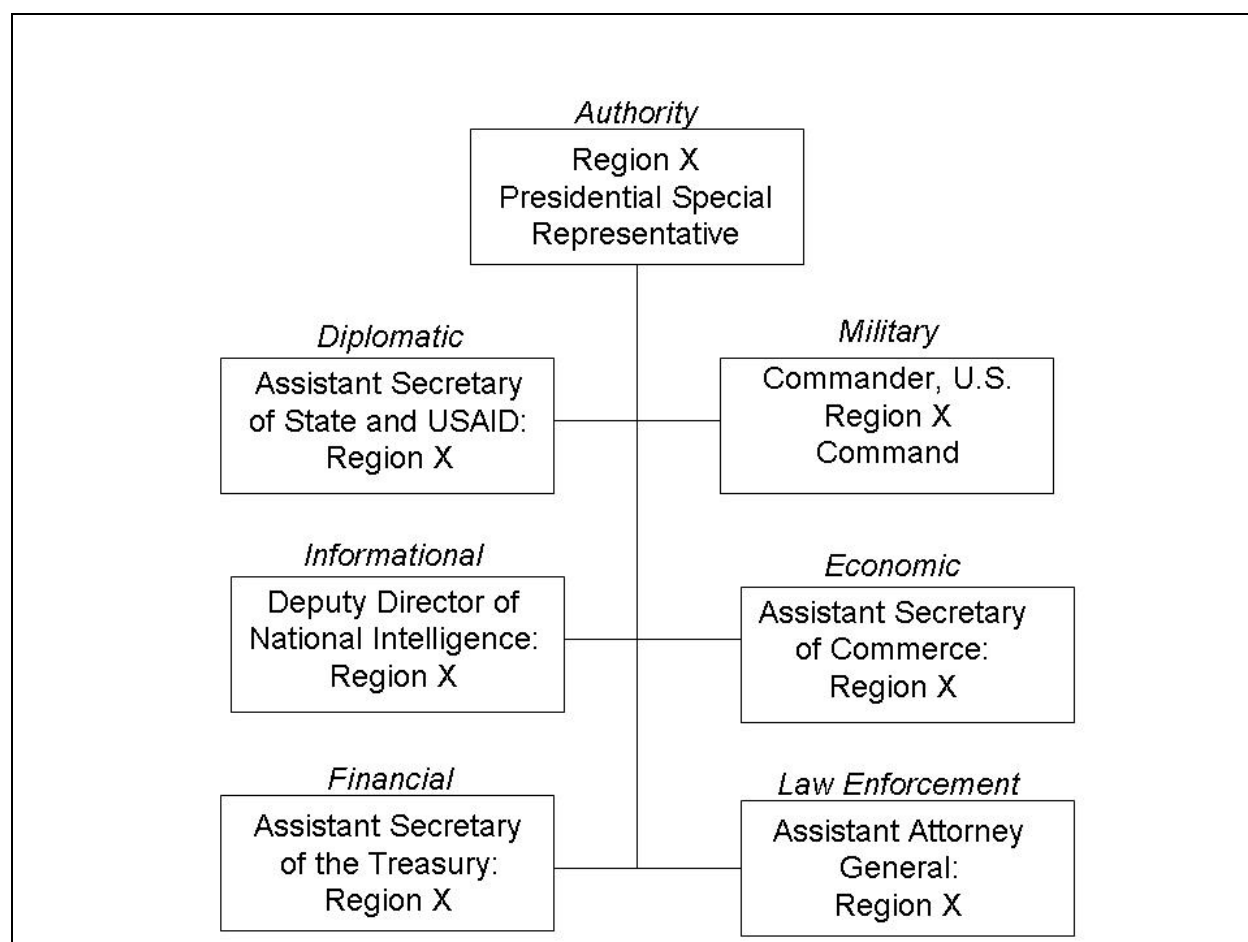 Authority
Region X
Presidential Special
Representative
Diplomatic
Assistant Secretary
of State and USAID:
Region X
Military
Commander, U.S.
Region X
Command
Informational
Deputy Director of
National Intelligence:
Region X
Economic
Assistant Secretary
of Commerce:
Region X
Financial
Assistant Secretary
of the Treasury:
Region X
Law Enforcement
Assistant Attorney
General:
Region X